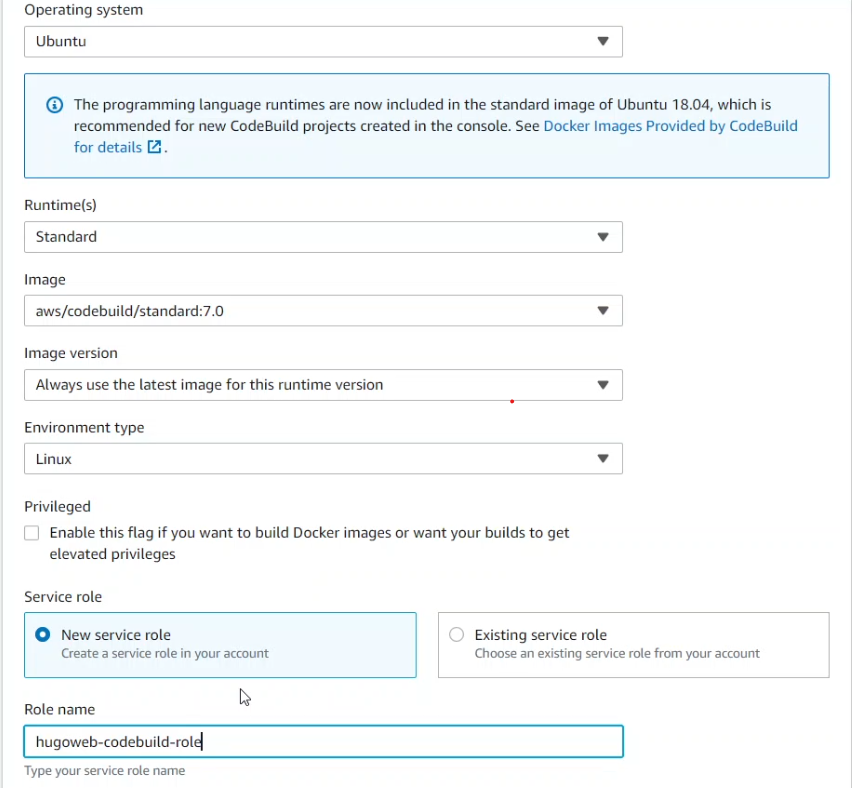 Operating system
Ubuntu
The programming language runtimes are now included in the standard image of Ubuntu 18.04, which is
recommended for new CodeBuild projects created in the console. See Docker Images Provided by CodeBuild
for details.
Runtime(s)
Standard
Image
aws/codebuild/standard:7.0
Image version
Always use the latest image for this runtime version
Environment type
Linux
Privileged
Enable this flag if you want to build Docker images or want your builds to get
elevated privileges
Service role
New service role
Create a service role in your account
Existing service role
Choose an existing service role from your account
Role name
hugoweb-codebuild-role
Type your service role name